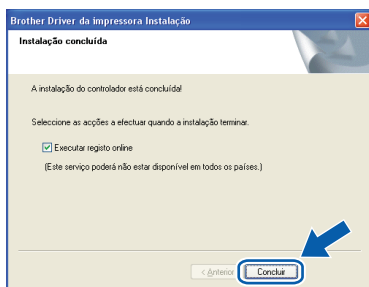 Brother Driver da impressora Instalação
Instalação concluída
A instalação do controlador está concluída!
Seleccione as acções a efectuar quando a instalação terminar.
Executar registo online
(Este serviço poderá não estar disponível em todos os países.)
< Anterior Concluir